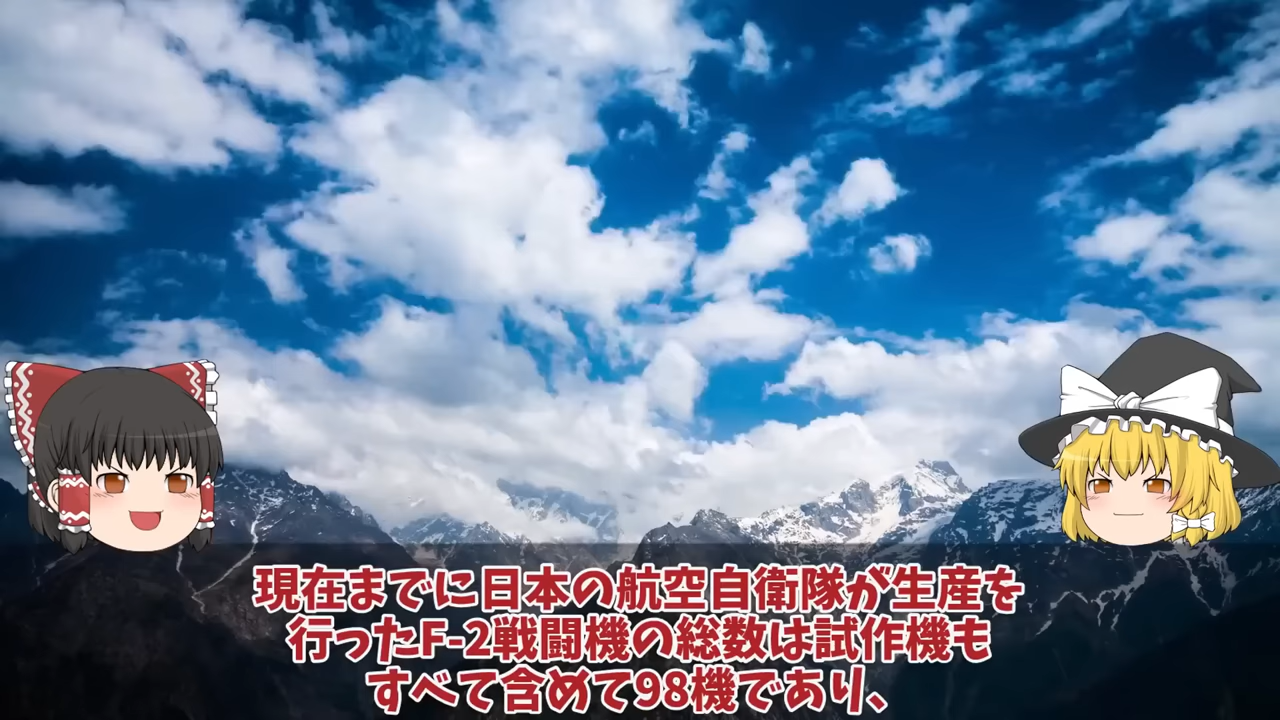 現在までに日本の航空自衛隊が生産を
行ったF-2戦闘機の総数は試作機も
すべて含めて98機であり、